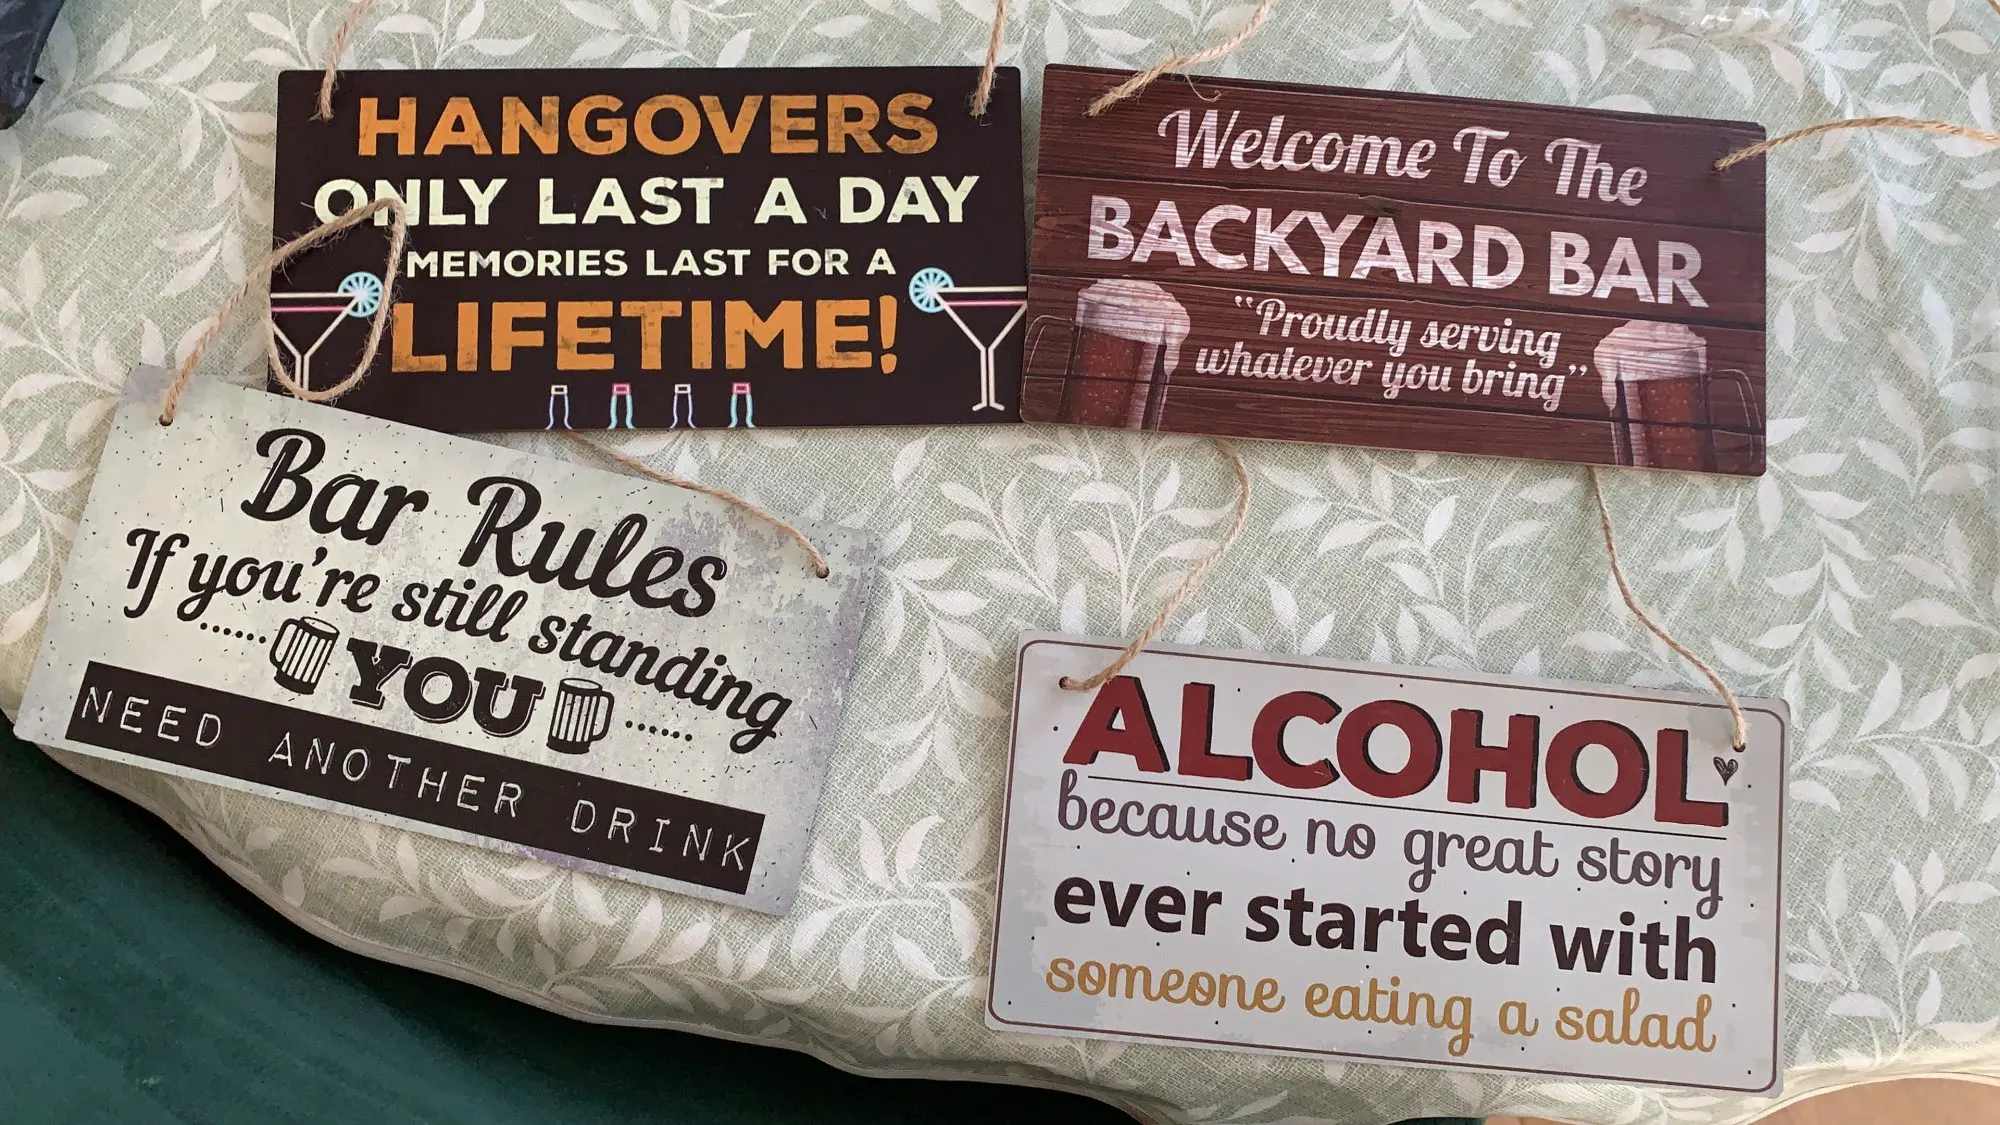 HANGOVERS
ONLY LAST A DAY
MEMORIES LAST FOR A
LIFETIME!
Welcome To The
BACKYARD BAR
“Proudly serving
whatever you bring”
Bar Rules
If you're still standing
YOU
NEED ANOTHER DRINK
ALCOHOL
because no great story
ever started with
someone eating a salad